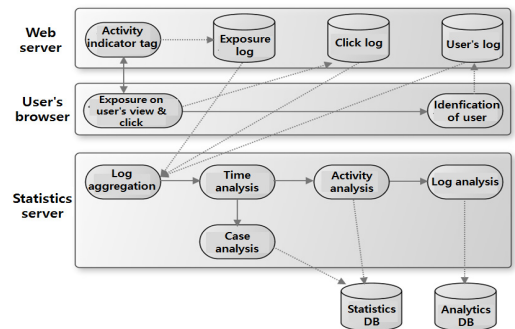 Web
server
Activity
indicator tag
Exposure
log
Click log
User's log
User's
browser
Exposure on
user's view &
click
Idenfication
of user
Statistics
server
Log
aggregation
Time
analysis
Activity
analysis
Log analysis
Case
analysis
Statistics
DB
Analytics
DB